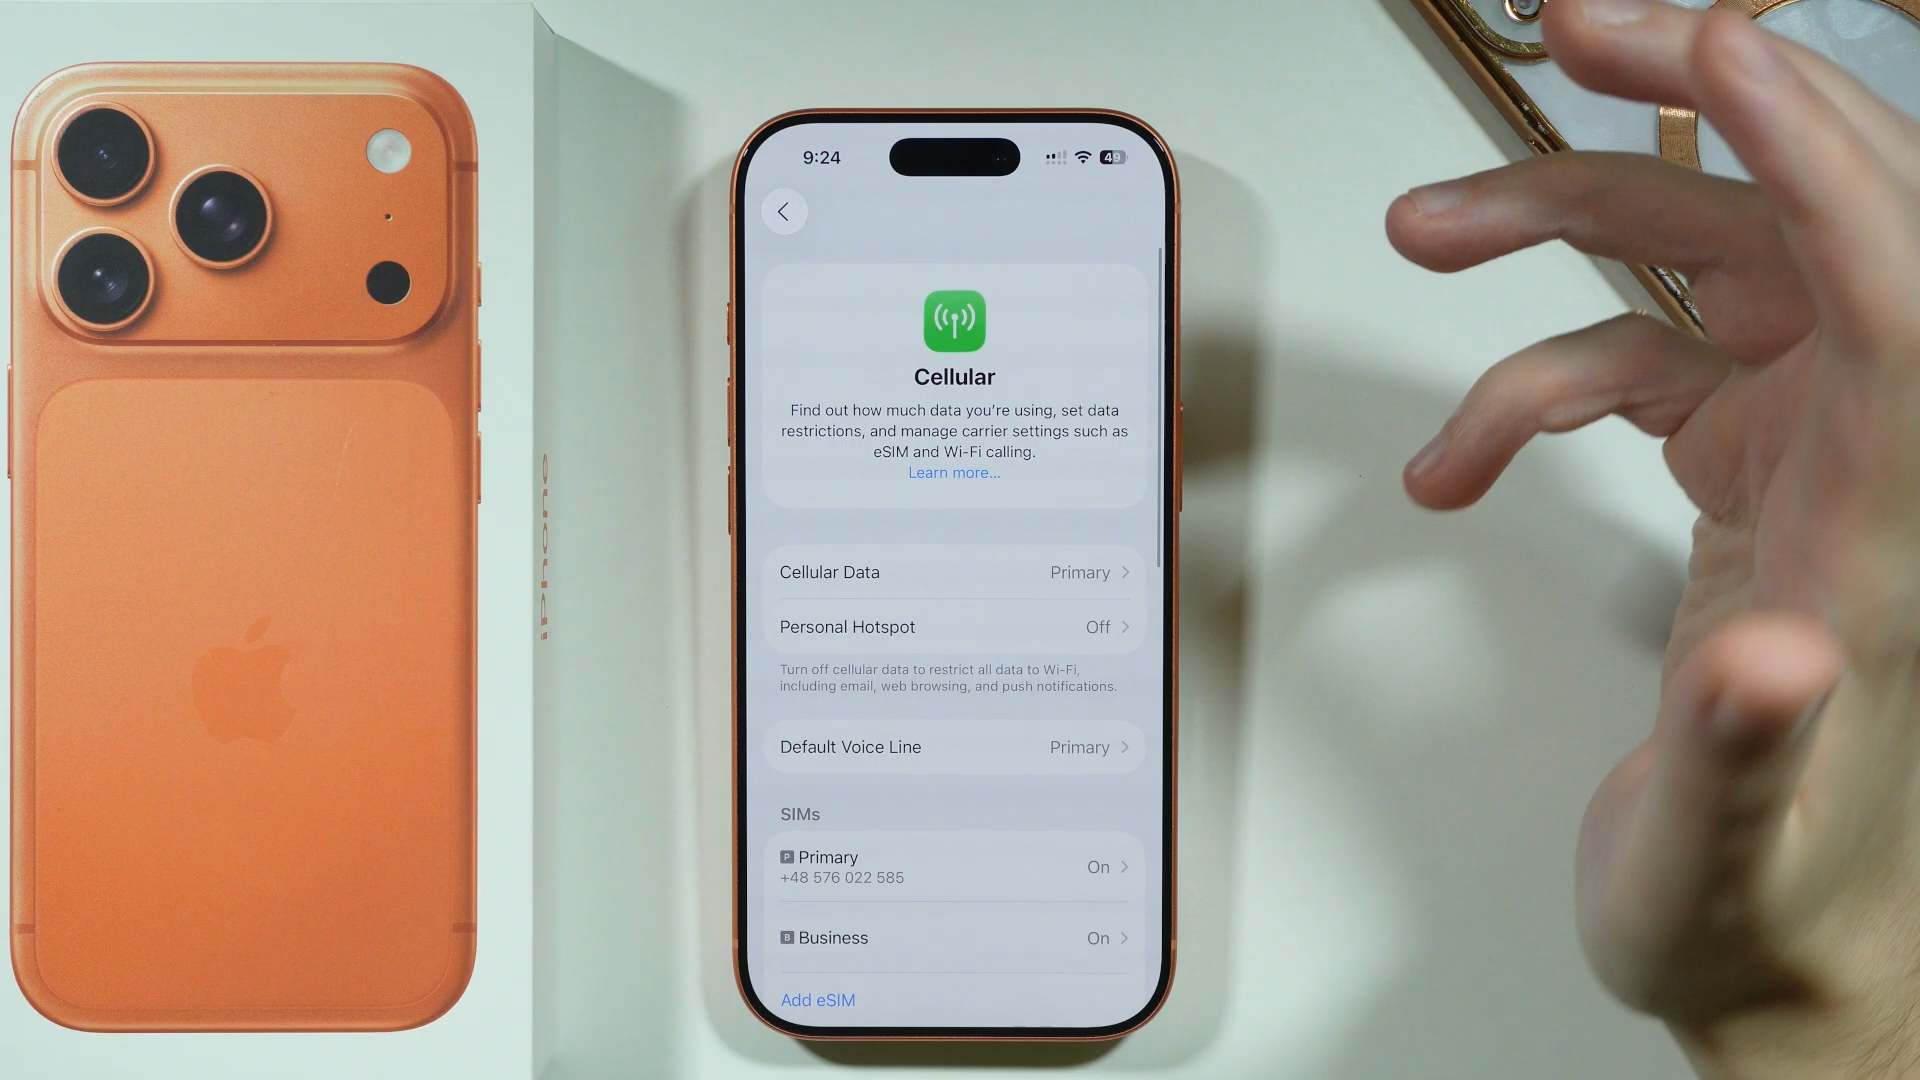 iPhone
9:24
49
Cellular
Find out how much data you're using, set data
restrictions, and manage carrier settings such as
eSIM and Wi-Fi calling.
Learn more...
Cellular Data Primary
Personal Hotspot Off
Turn off cellular data to restrict all data to Wi-Fi,
including email, web browsing, and push notifications.
Default Voice Line Primary
SIMs
P Primary On
+48 576 022 585
B Business On
Add eSIM